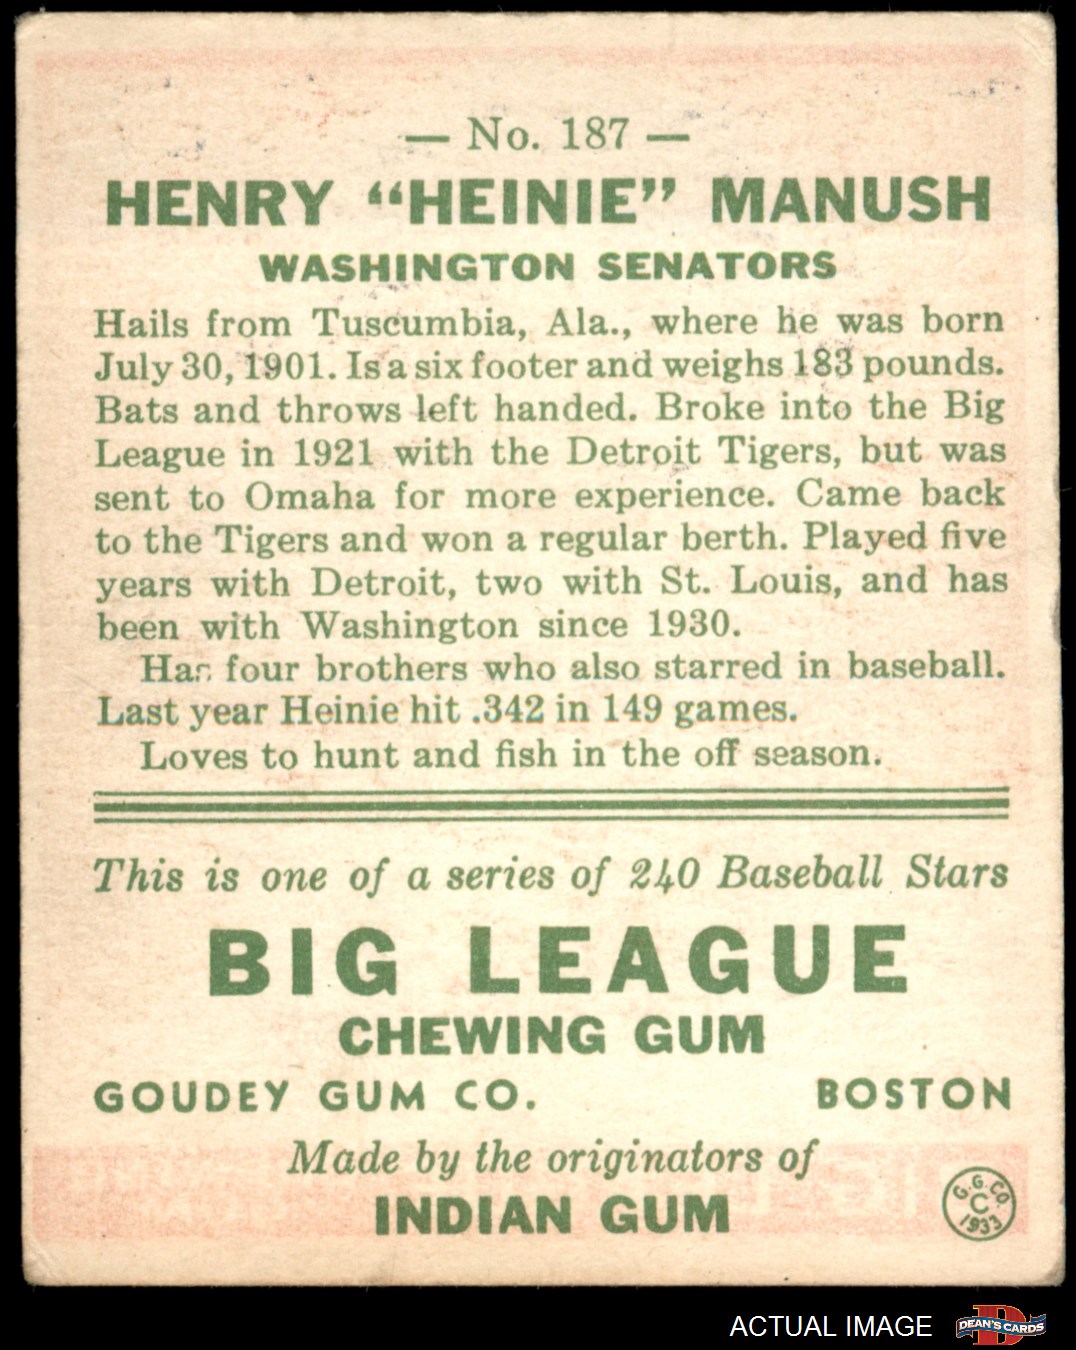 — No. 187 —
HENRY “HEINIE” MANUSH
WASHINGTON SENATORS
Hails from Tuscumbia, Ala., where he was born
July 30, 1901. Is a six footer and weighs 183 pounds.
Bats and throws left handed. Broke into the Big
League in 1921 with the Detroit Tigers, but was
sent to Omaha for more experience. Came back
to the Tigers and won a regular berth. Played five
years with Detroit, two with St. Louis, and has
been with Washington since 1930.
Has four brothers who also starred in baseball.
Last year Heinie hit .342 in 149 games.
Loves to hunt and fish in the off season.
This is one of a series of 240 Baseball Stars
BIG LEAGUE
CHEWING GUM
GOUDEY GUM CO. BOSTON
Made by the originators of
INDIAN GUM
G.G.CO.
C
1933
ACTUAL IMAGE
DEAN'S CARDS